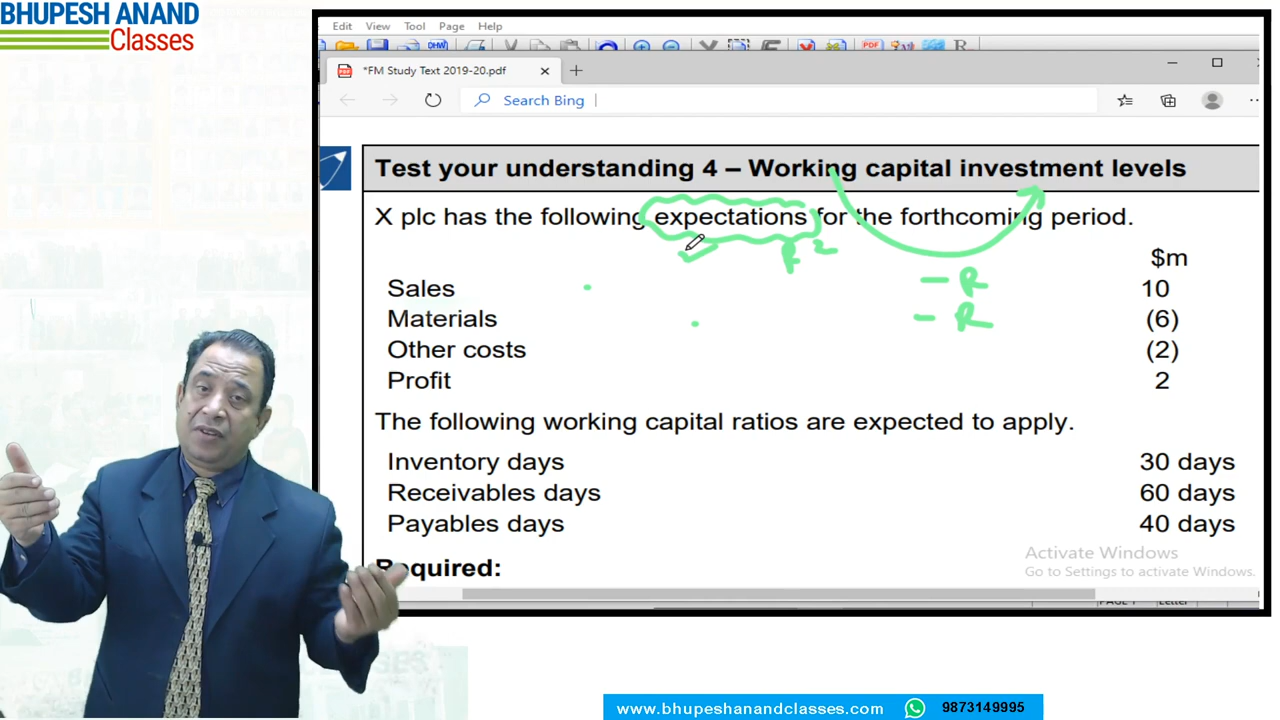 BHUPESH ANAND
Classes
Edit View Tool Page Help
*FM Study Text 2019-20.pdf
Search Bing
Test your understanding 4 – Working capital investment levels
X plc has the following expectations for the forthcoming period.
R 2
$m
Sales – R 10
Materials – R (6)
Other costs (2)
Profit 2
The following working capital ratios are expected to apply.
Inventory days 30 days
Receivables days 60 days
Payables days 40 days
Required:
Activate Windows
Go to Settings to activate Windows.
www.bhupeshanandclasses.com 9873149995